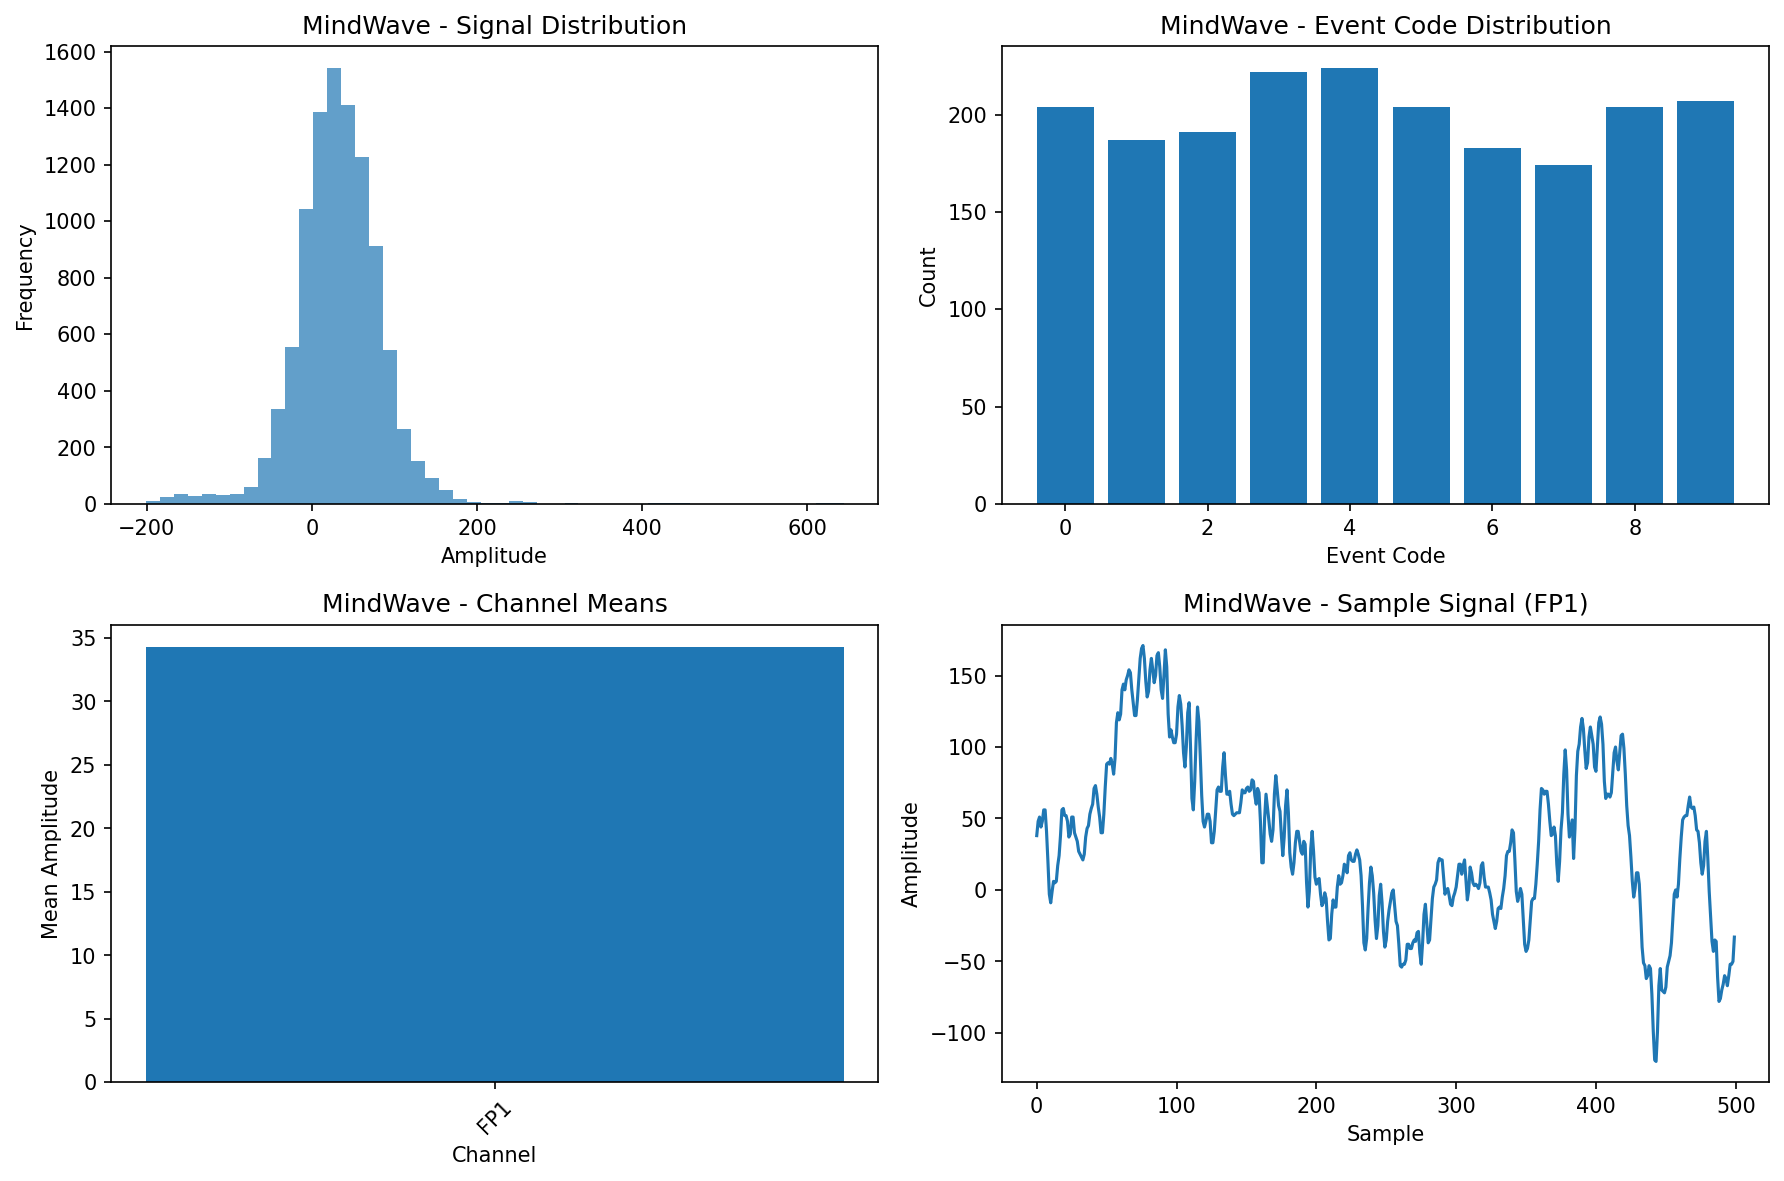 MindWave - Signal Distribution
1600
1400
1200
1000
800
600
400
200
0
Frequency
−200 0 200 400 600
Amplitude
MindWave - Event Code Distribution
200
150
100
50
0
Count
0 2 4 6 8
Event Code
MindWave - Channel Means
35
30
25
20
15
10
5
0
Mean Amplitude
FP1
Channel
MindWave - Sample Signal (FP1)
150
100
50
0
−50
−100
Amplitude
0 100 200 300 400 500
Sample